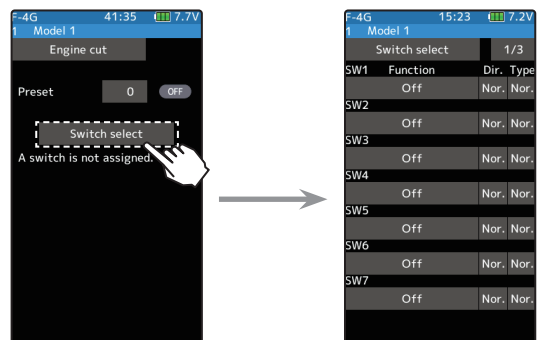 F-4G 41:35 7.7V
1 Model 1
Engine cut
Preset 0 OFF
Switch select
A switch is not assigned.
F-4G 15:23 7.2V
1 Model 1
Switch select 1/3
SW1 Function Dir. Type
Off Nor. Nor.
SW2
Off Nor. Nor.
SW3
Off Nor. Nor.
SW4
Off Nor. Nor.
SW5
Off Nor. Nor.
SW6
Off Nor. Nor.
SW7
Off Nor. Nor.